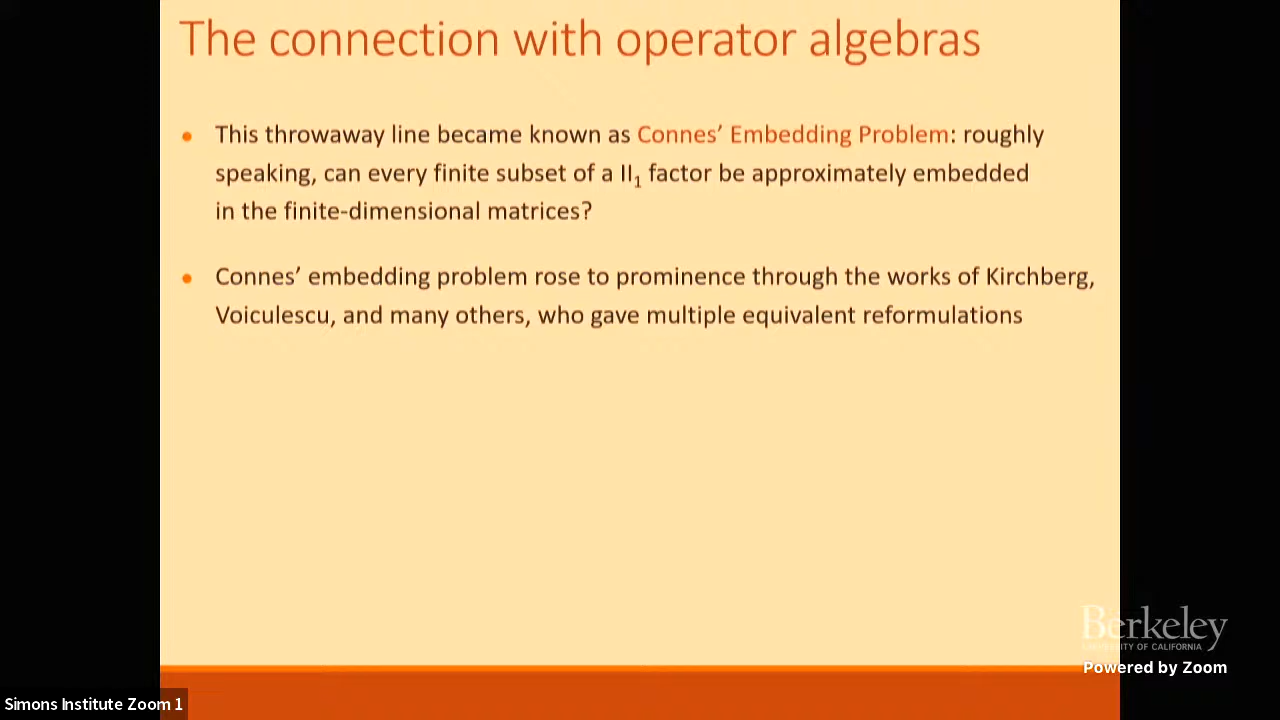 The connection with operator algebras
• This throwaway line became known as Connes’ Embedding Problem: roughly
speaking, can every finite subset of a II₁ factor be approximately embedded
in the finite-dimensional matrices?
• Connes’ embedding problem rose to prominence through the works of Kirchberg,
Voiculescu, and many others, who gave multiple equivalent reformulations
Berkeley
UNIVERSITY OF CALIFORNIA
Powered by Zoom
Simons Institute Zoom 1